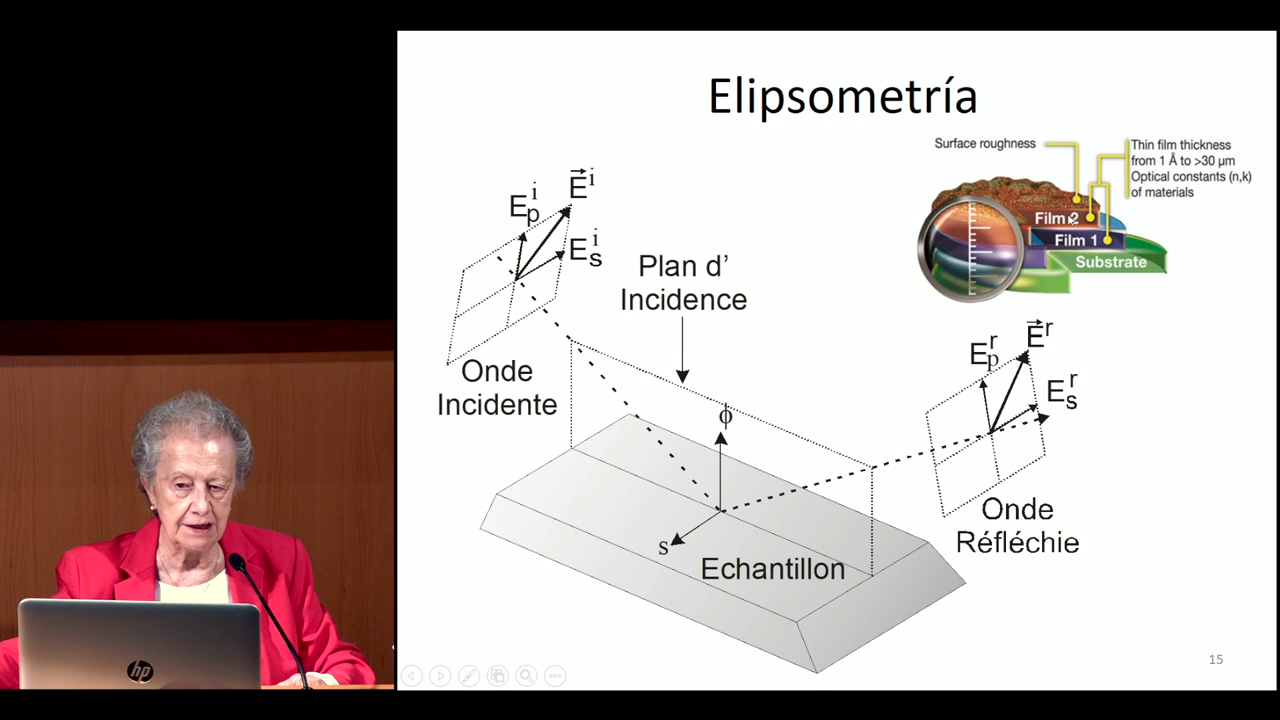 Elipsometría
Surface roughness
Thin film thickness
from 1 Å to >30 µm
Optical constants (n,k)
of materials
Film 2
Film 1
Substrate
E⃗ⁱ
Eₚⁱ
Eₛⁱ
Plan d’
Incidence
Onde
Incidente
E⃗ʳ
Eₚʳ
Eₛʳ
ϕ
s
Onde
Réfléchie
Echantillon
hp
15